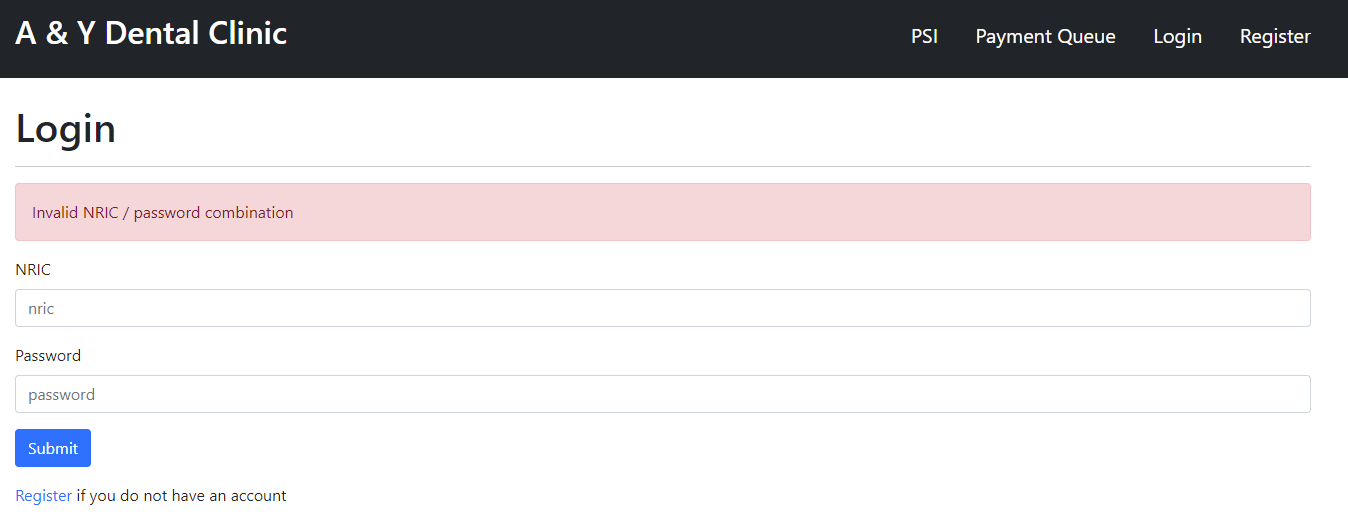 A & Y Dental Clinic
PSI Payment Queue Login Register
Login
Invalid NRIC / password combination
NRIC
nric
Password
password
Submit
Register if you do not have an account